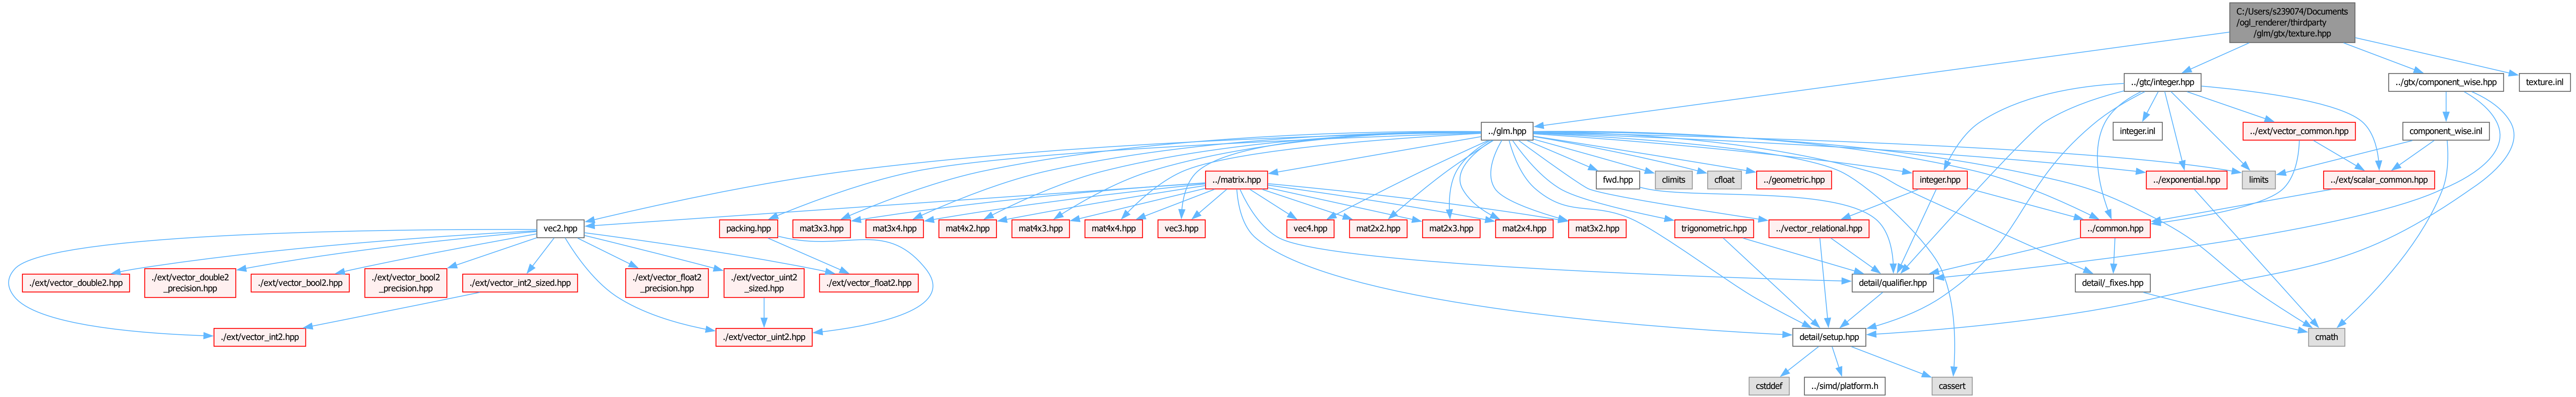 C:/Users/s239074/Documents
/ogl_renderer/thirdparty
/glm/gtx/texture.hpp
../gtc/integer.hpp
../gtx/component_wise.hpp
texture.inl
../glm.hpp
integer.inl
../ext/vector_common.hpp
component_wise.inl
../matrix.hpp
fwd.hpp
climits
cfloat
../geometric.hpp
integer.hpp
../exponential.hpp
limits
../ext/scalar_common.hpp
vec2.hpp
packing.hpp
mat3x3.hpp
mat3x4.hpp
mat4x2.hpp
mat4x3.hpp
mat4x4.hpp
vec3.hpp
vec4.hpp
mat2x2.hpp
mat2x3.hpp
mat2x4.hpp
mat3x2.hpp
trigonometric.hpp
../vector_relational.hpp
../common.hpp
./ext/vector_double2.hpp
./ext/vector_double2
_precision.hpp
./ext/vector_bool2.hpp
./ext/vector_bool2
_precision.hpp
./ext/vector_int2_sized.hpp
./ext/vector_float2
_precision.hpp
./ext/vector_uint2
_sized.hpp
./ext/vector_float2.hpp
detail/qualifier.hpp
detail/_fixes.hpp
./ext/vector_int2.hpp
./ext/vector_uint2.hpp
detail/setup.hpp
cmath
cstddef
../simd/platform.h
cassert